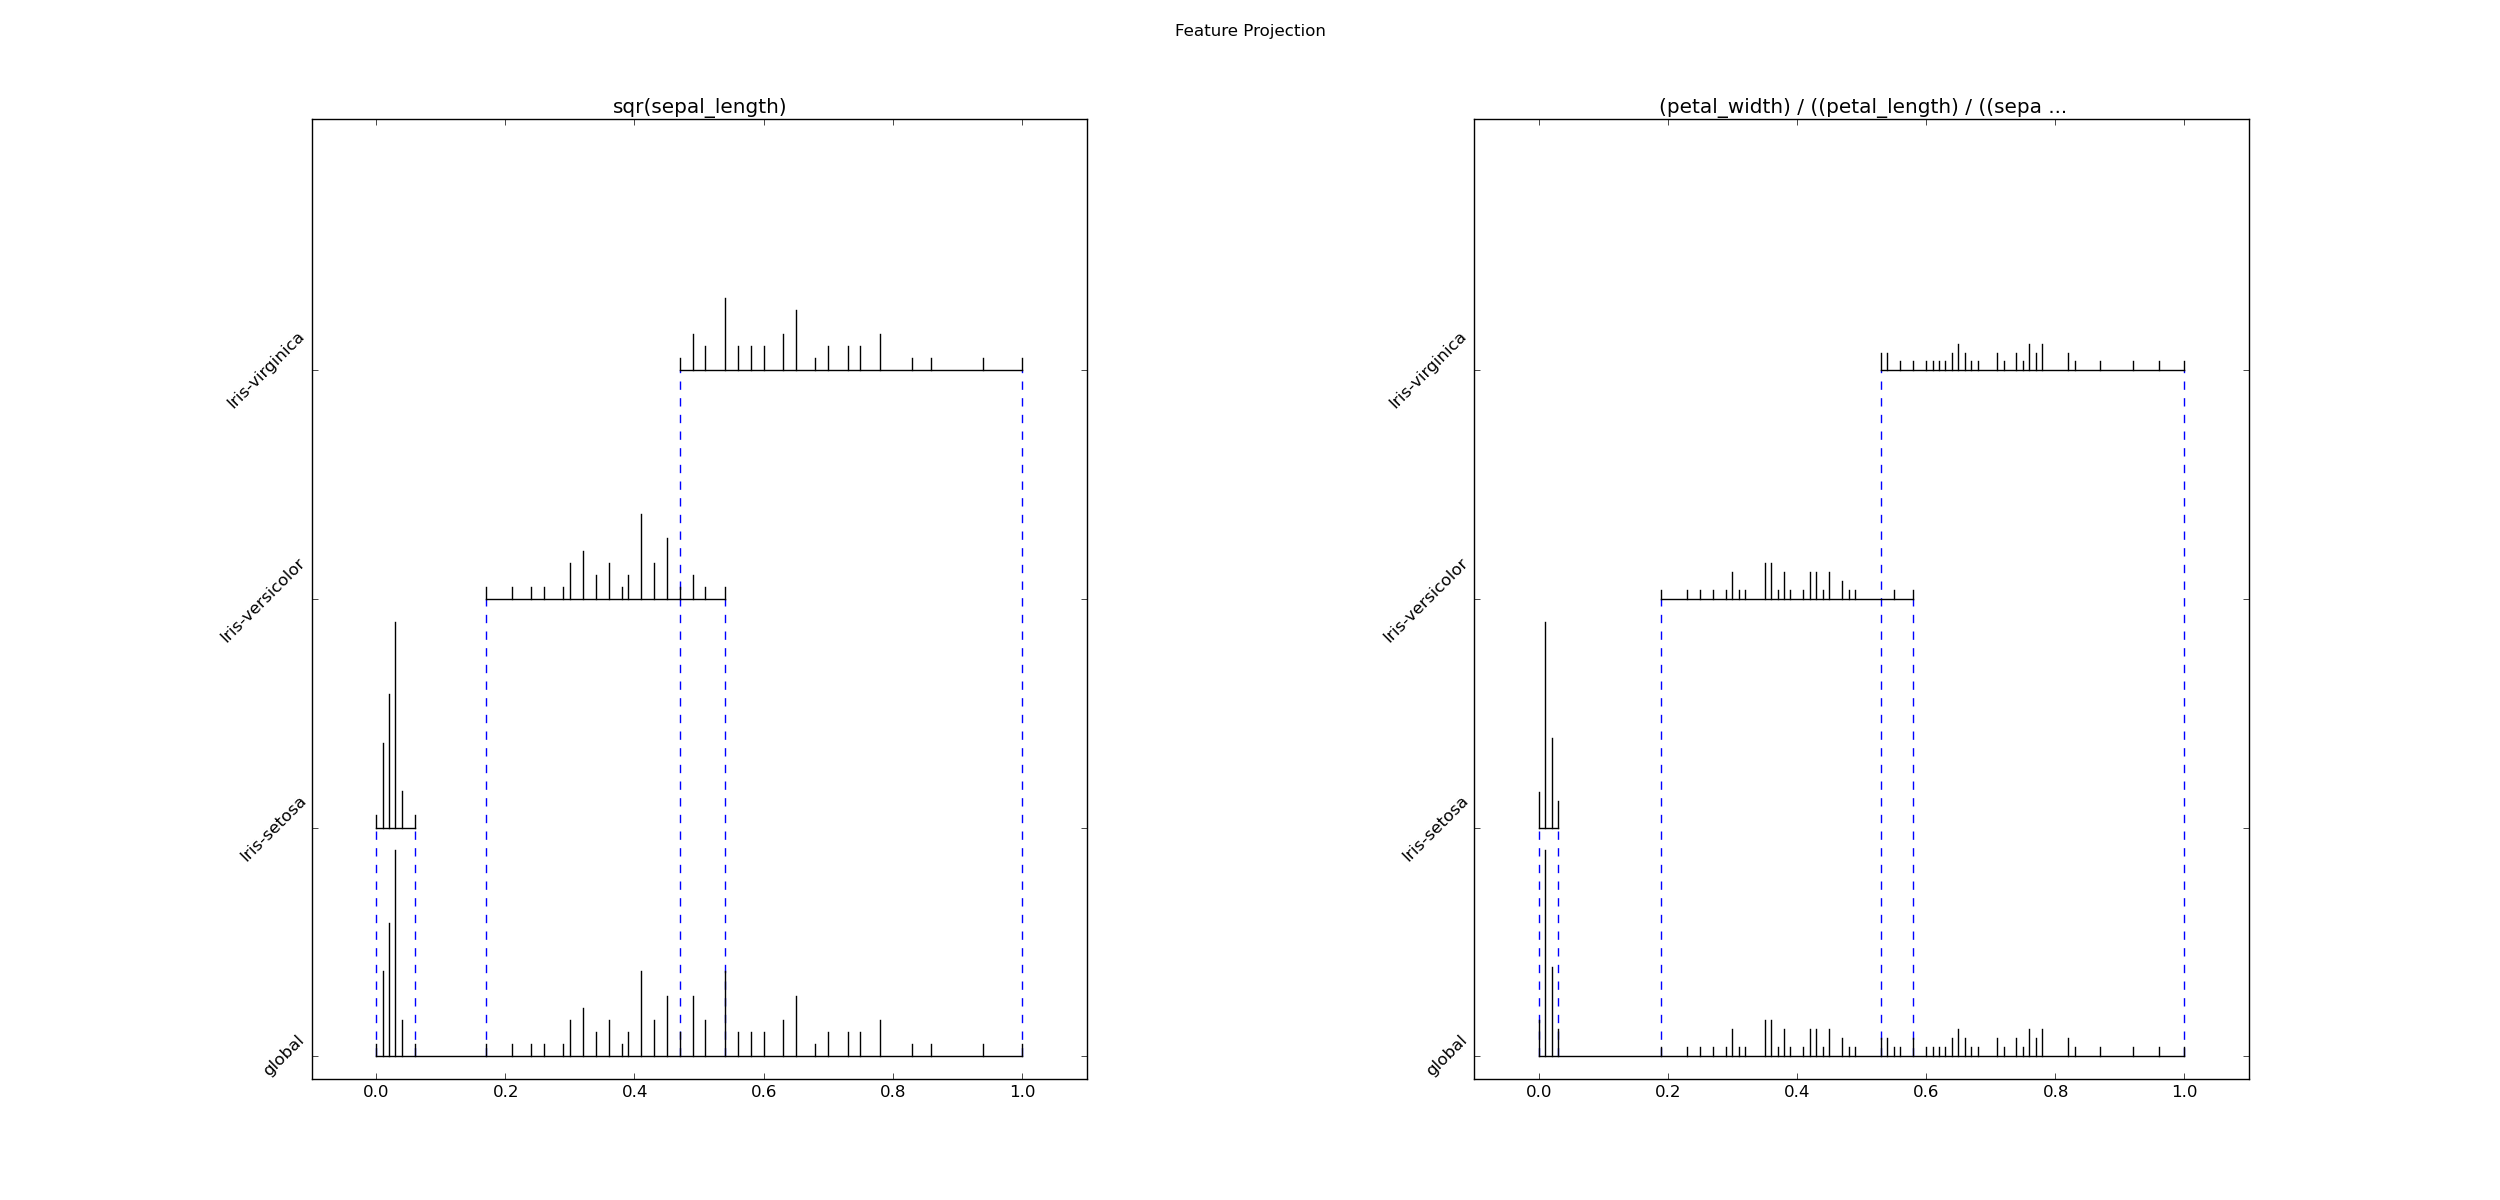 Feature Projection
sqr(sepal_length)
Iris-virginica
Iris-versicolor
Iris-setosa
global
0.0 0.2 0.4 0.6 0.8 1.0
(petal_width) / ((petal_length) / ((sepa ...
Iris-virginica
Iris-versicolor
Iris-setosa
global
0.0 0.2 0.4 0.6 0.8 1.0